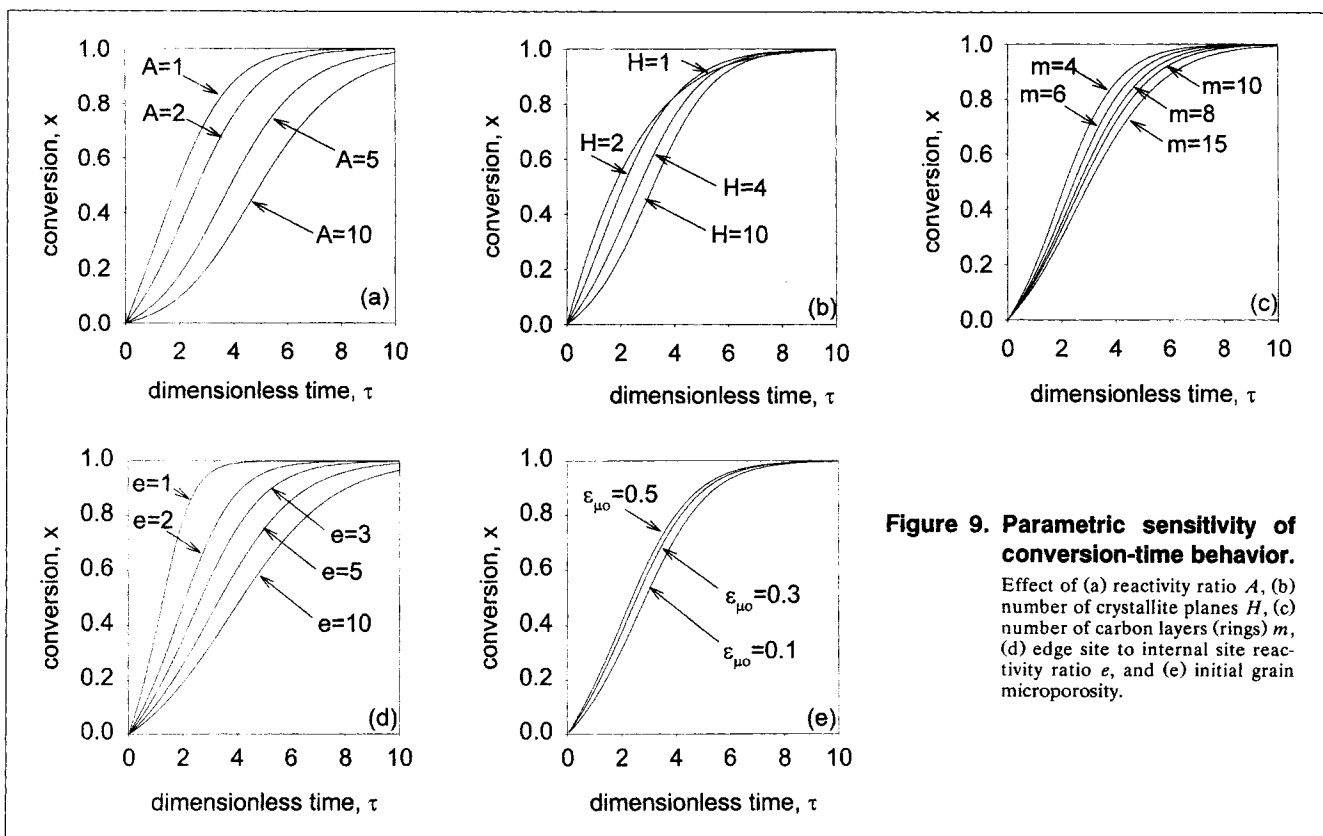 1.0
0.8
0.6
0.4
0.2
0.0
conversion, x
A=1
A=2
A=5
A=10
(a)
0 2 4 6 8 10
dimensionless time, τ
1.0
0.8
0.6
0.4
0.2
0.0
conversion, x
H=1
H=2
H=4
H=10
(b)
0 2 4 6 8 10
dimensionless time, τ
1.0
0.8
0.6
0.4
0.2
0.0
conversion, x
m=4
m=6
m=10
m=8
m=15
(c)
0 2 4 6 8 10
dimensionless time, τ
1.0
0.8
0.6
0.4
0.2
0.0
conversion, x
e=1
e=2
e=3
e=5
e=10
(d)
0 2 4 6 8 10
dimensionless time, τ
1.0
0.8
0.6
0.4
0.2
0.0
conversion, x
εμo=0.5
εμo=0.3
εμo=0.1
(e)
0 2 4 6 8 10
dimensionless time, τ
Figure 9. Parametric sensitivity of
conversion-time behavior.
Effect of (a) reactivity ratio A, (b)
number of crystallite planes H, (c)
number of carbon layers (rings) m,
(d) edge site to internal site reac-
tivity ratio e, and (e) initial grain
microporosity.